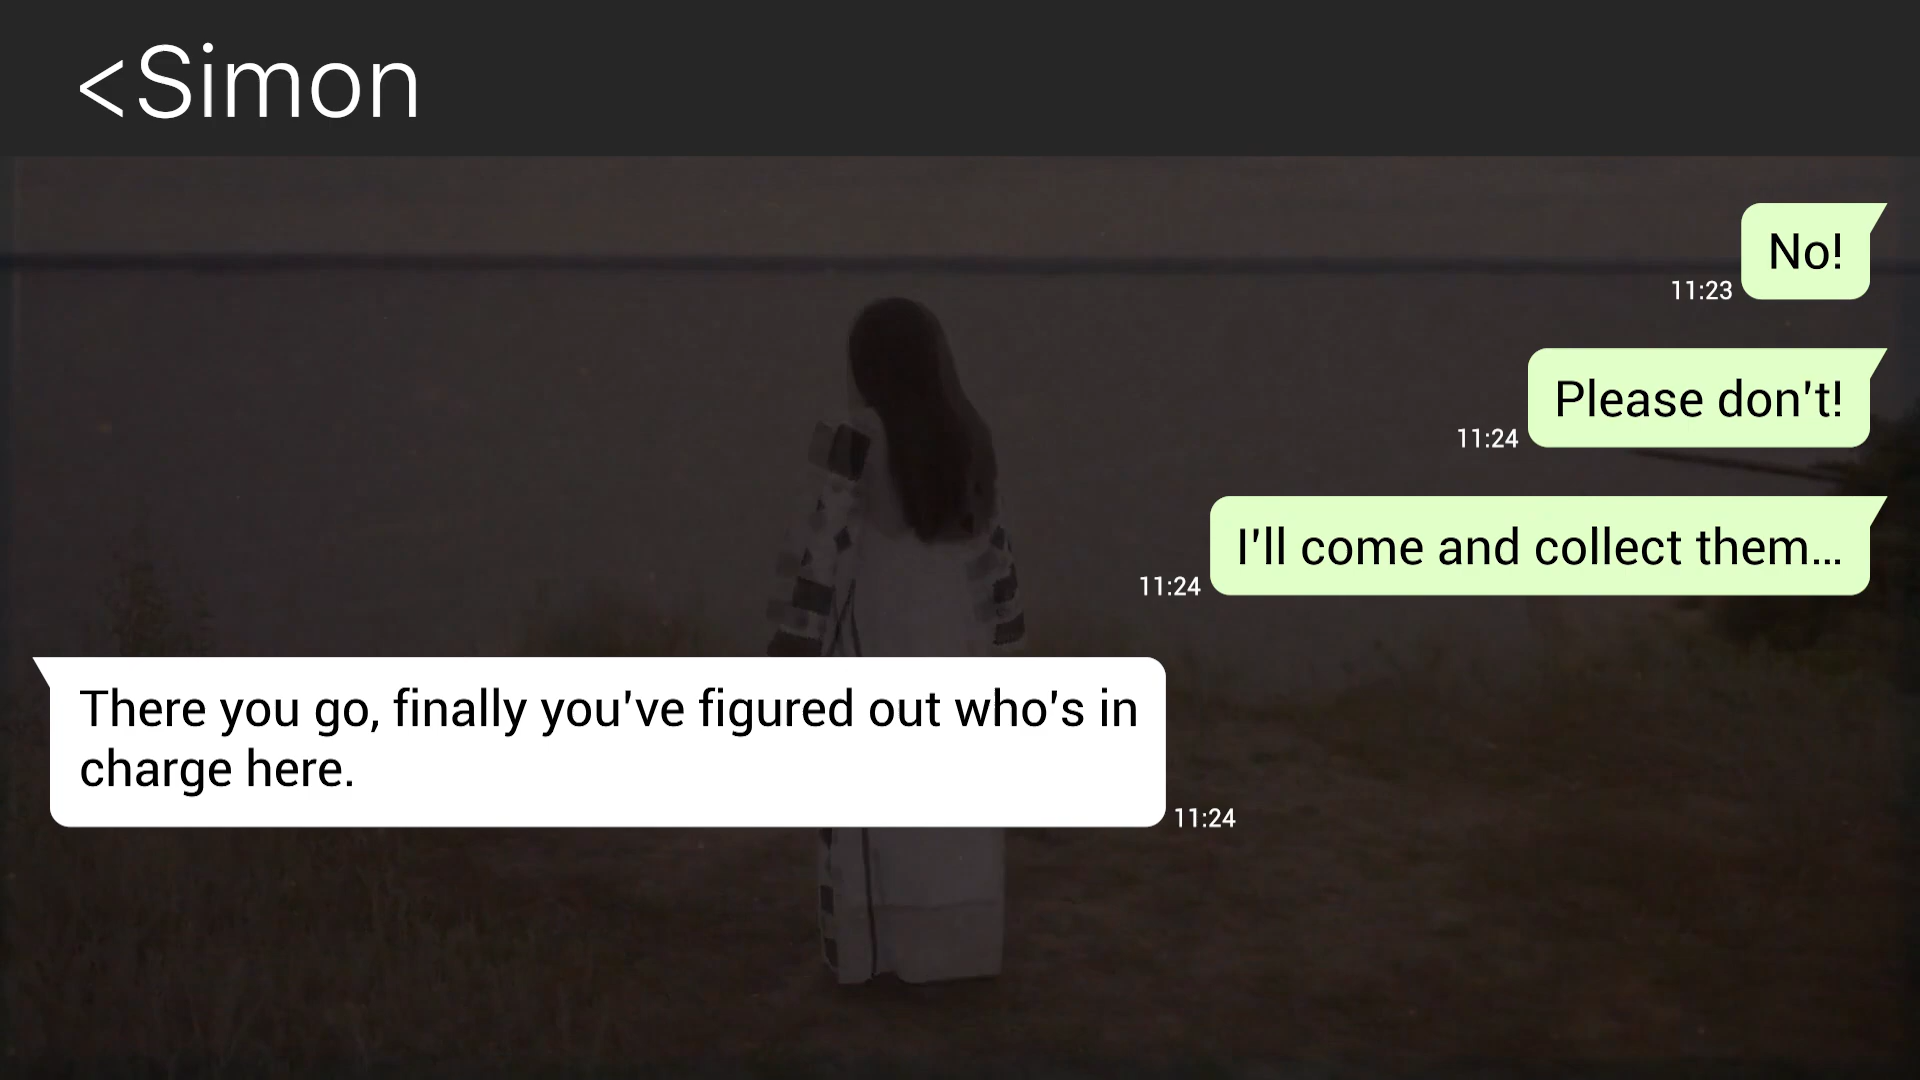 <Simon
No!
11:23
Please don't!
11:24
I'll come and collect them...
11:24
There you go, finally you've figured out who's in
charge here.
11:24